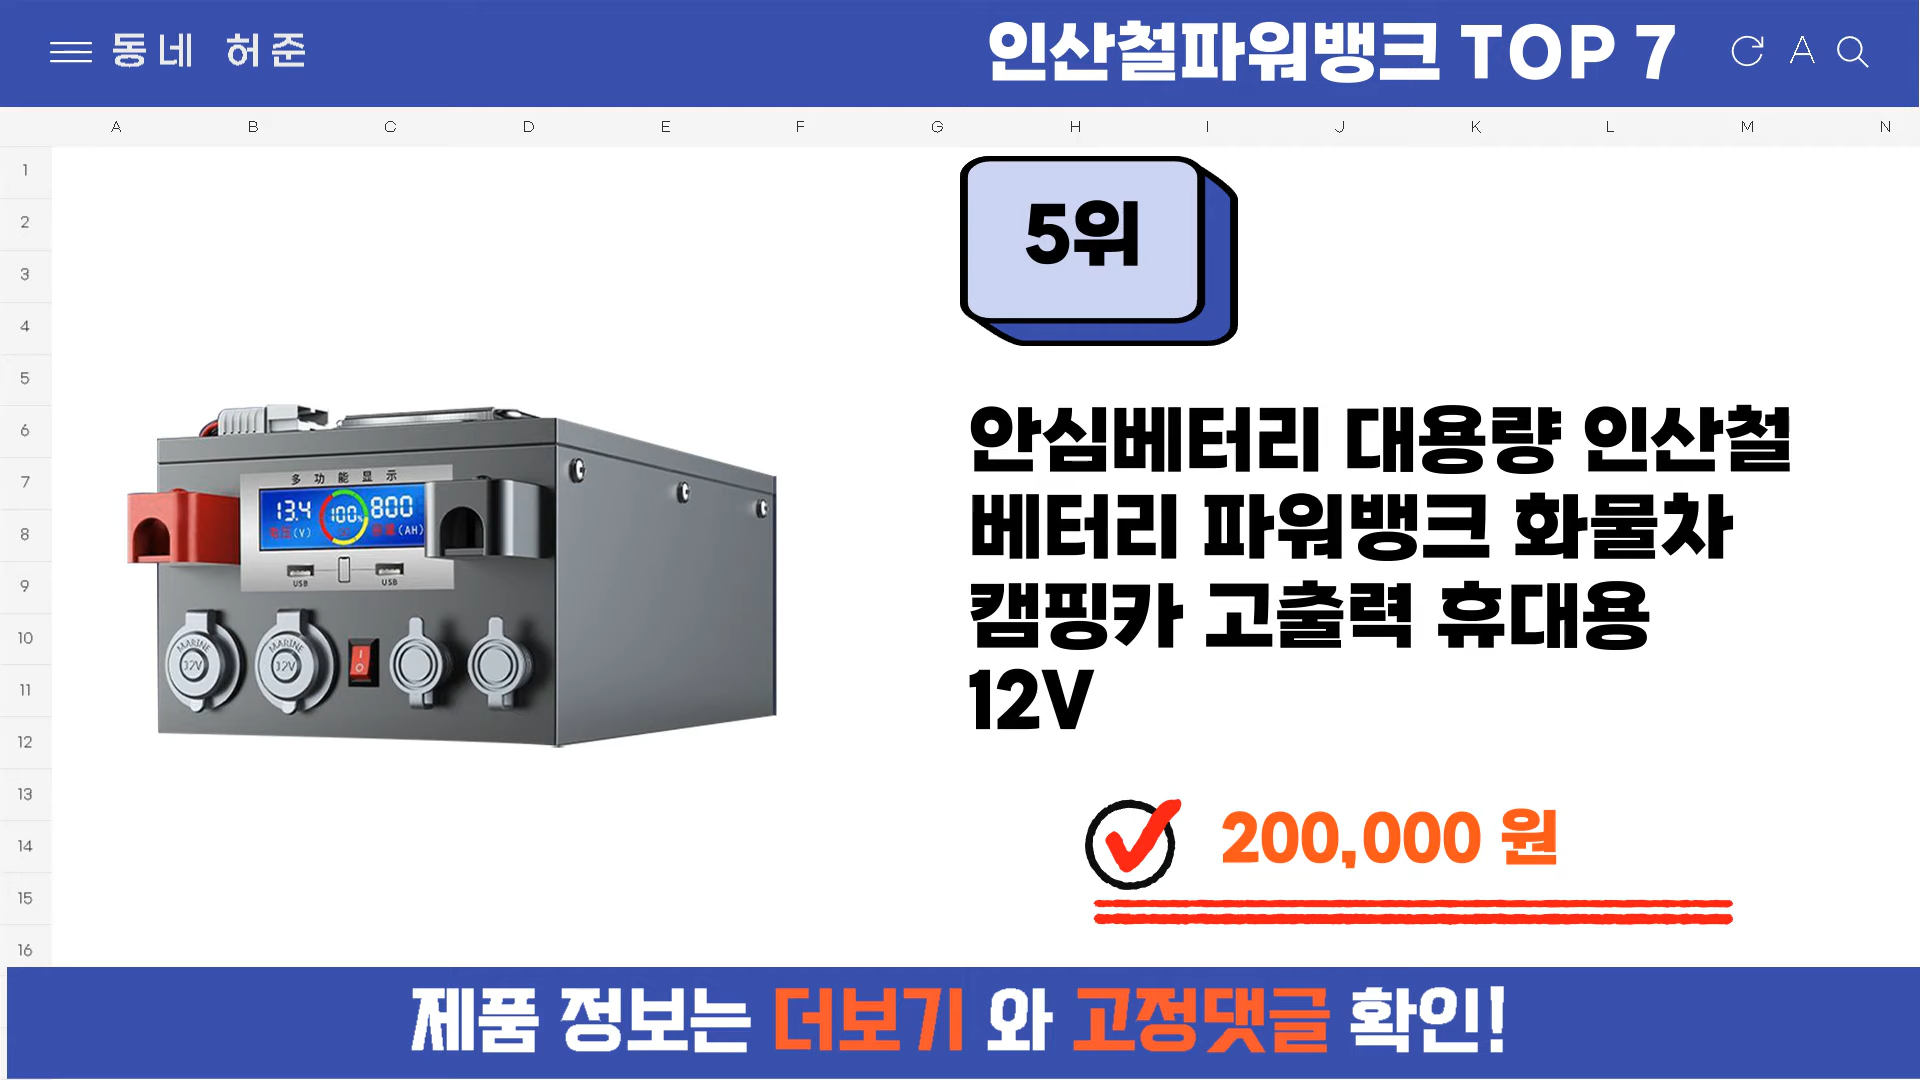 동네 허준
인산철파워뱅크 TOP 7
A B C D E F G H I J K L M N
1
2
3
4
5
6
7
8
9
10
11
12
13
14
15
16
5위
안심베터리 대용량 인산철
베터리 파워뱅크 화물차
캠핑카 고출력 휴대용
12V
200,000 원
多功能显示
13.4 100% 800
(V) (AH)
USB USB
MARINE 12V MARINE 12V
제품 정보는 더보기 와 고정댓글 확인!